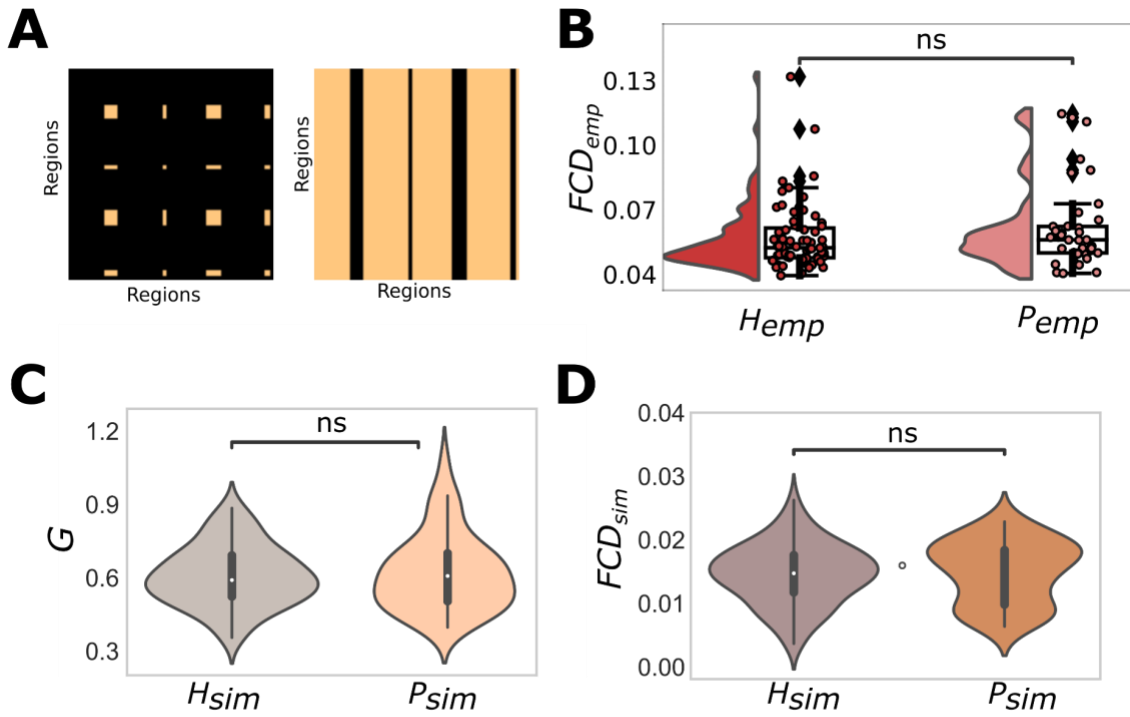 A
Regions
Regions
Regions
Regions
B
ns
FCDemp
0.13
0.10
0.07
0.04
Hemp
Pemp
C
ns
G
1.2
0.9
0.6
0.3
Hsim
Psim
D
ns
FCDsim
0.04
0.03
0.02
0.01
0.00
Hsim
Psim